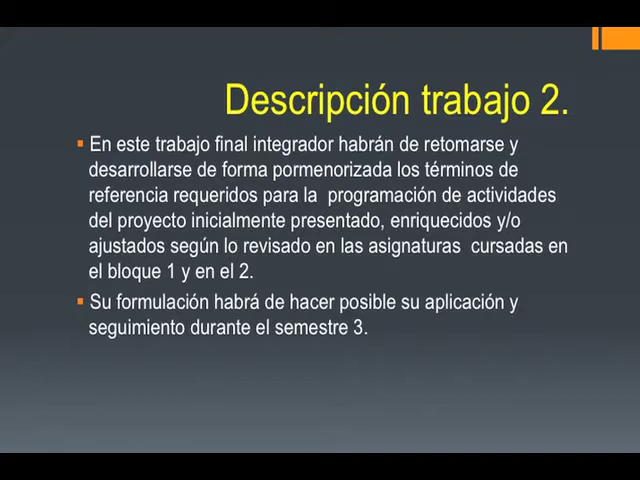 Descripción trabajo 2.
En este trabajo final integrador habrán de retomarse y
desarrollarse de forma pormenorizada los términos de
referencia requeridos para la programación de actividades
del proyecto inicialmente presentado, enriquecidos y/o
ajustados según lo revisado en las asignaturas cursadas en
el bloque 1 y en el 2.
Su formulación habrá de hacer posible su aplicación y
seguimiento durante el semestre 3.